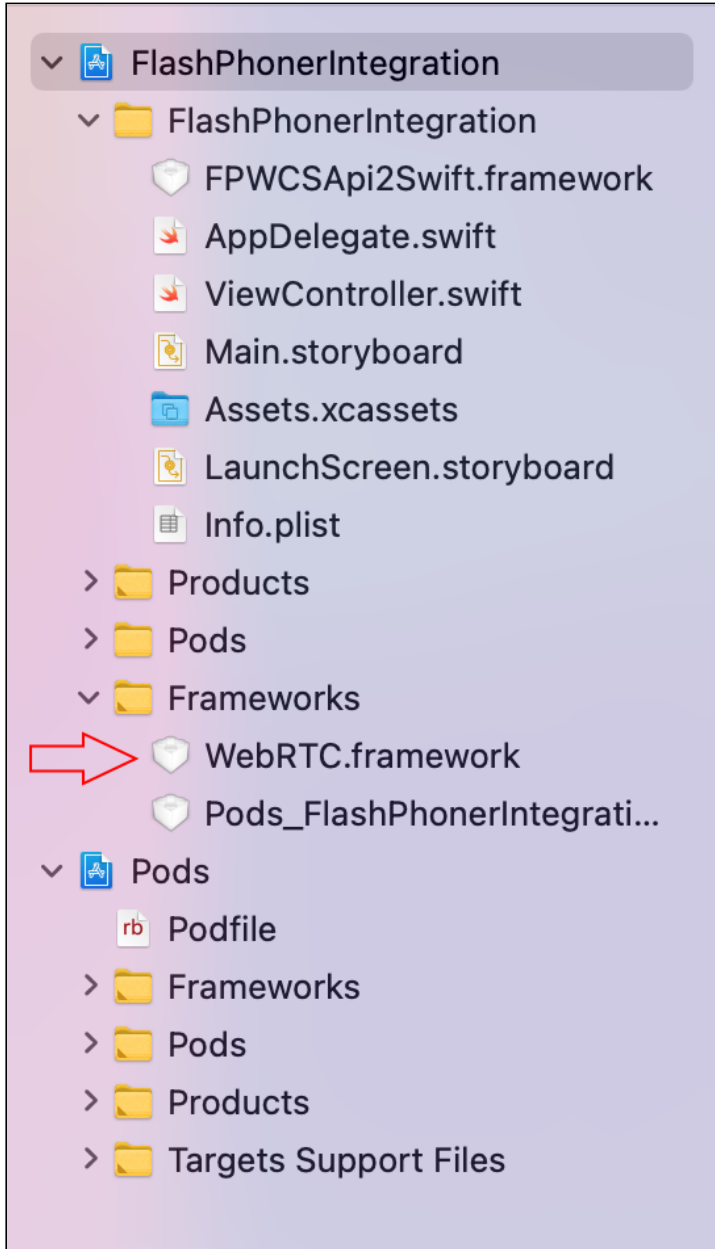 FlashPhonerIntegration
FlashPhonerIntegration
FPWCSApi2Swift.framework
AppDelegate.swift
ViewController.swift
Main.storyboard
Assets.xcassets
LaunchScreen.storyboard
Info.plist
Products
Pods
Frameworks
WebRTC.framework
Pods_FlashPhonerIntegrati...
Pods
rb Podfile
Frameworks
Pods
Products
Targets Support Files